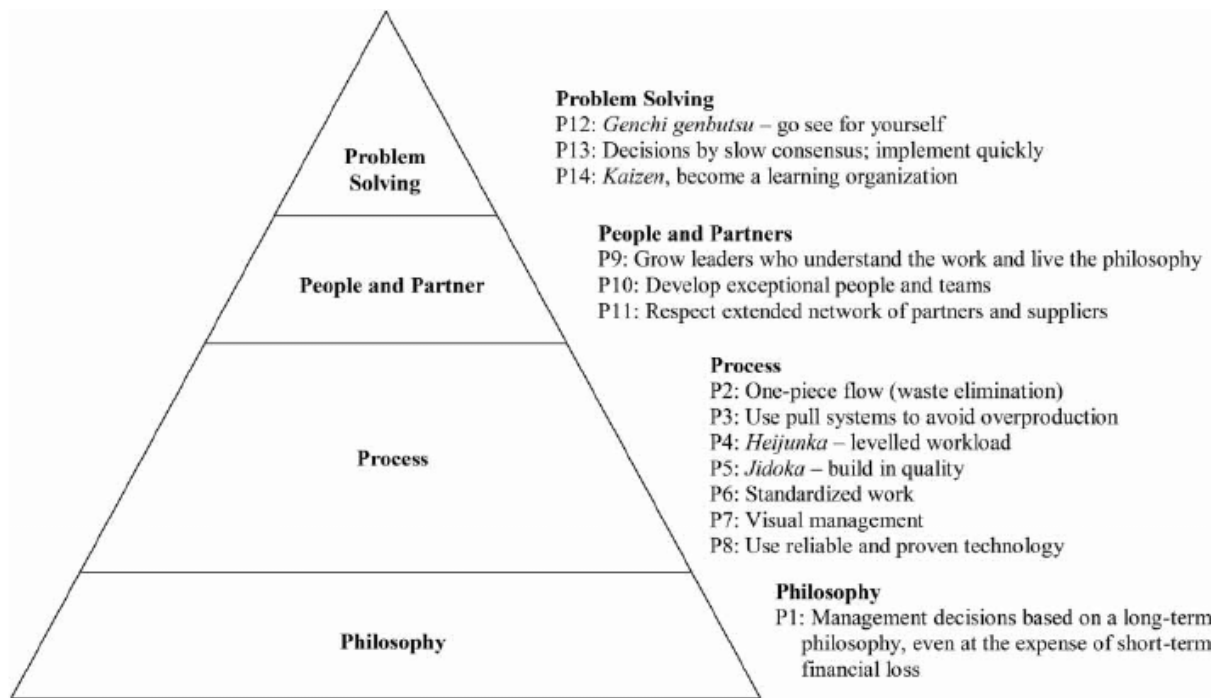 Problem Solving
P12: Genchi genbutsu – go see for yourself
P13: Decisions by slow consensus; implement quickly
P14: Kaizen, become a learning organization
Problem
Solving
People and Partners
P9: Grow leaders who understand the work and live the philosophy
P10: Develop exceptional people and teams
P11: Respect extended network of partners and suppliers
People and Partner
Process
P2: One-piece flow (waste elimination)
P3: Use pull systems to avoid overproduction
P4: Heijunka – levelled workload
P5: Jidoka – build in quality
P6: Standardized work
P7: Visual management
P8: Use reliable and proven technology
Process
Philosophy
P1: Management decisions based on a long-term
philosophy, even at the expense of short-term
financial loss
Philosophy